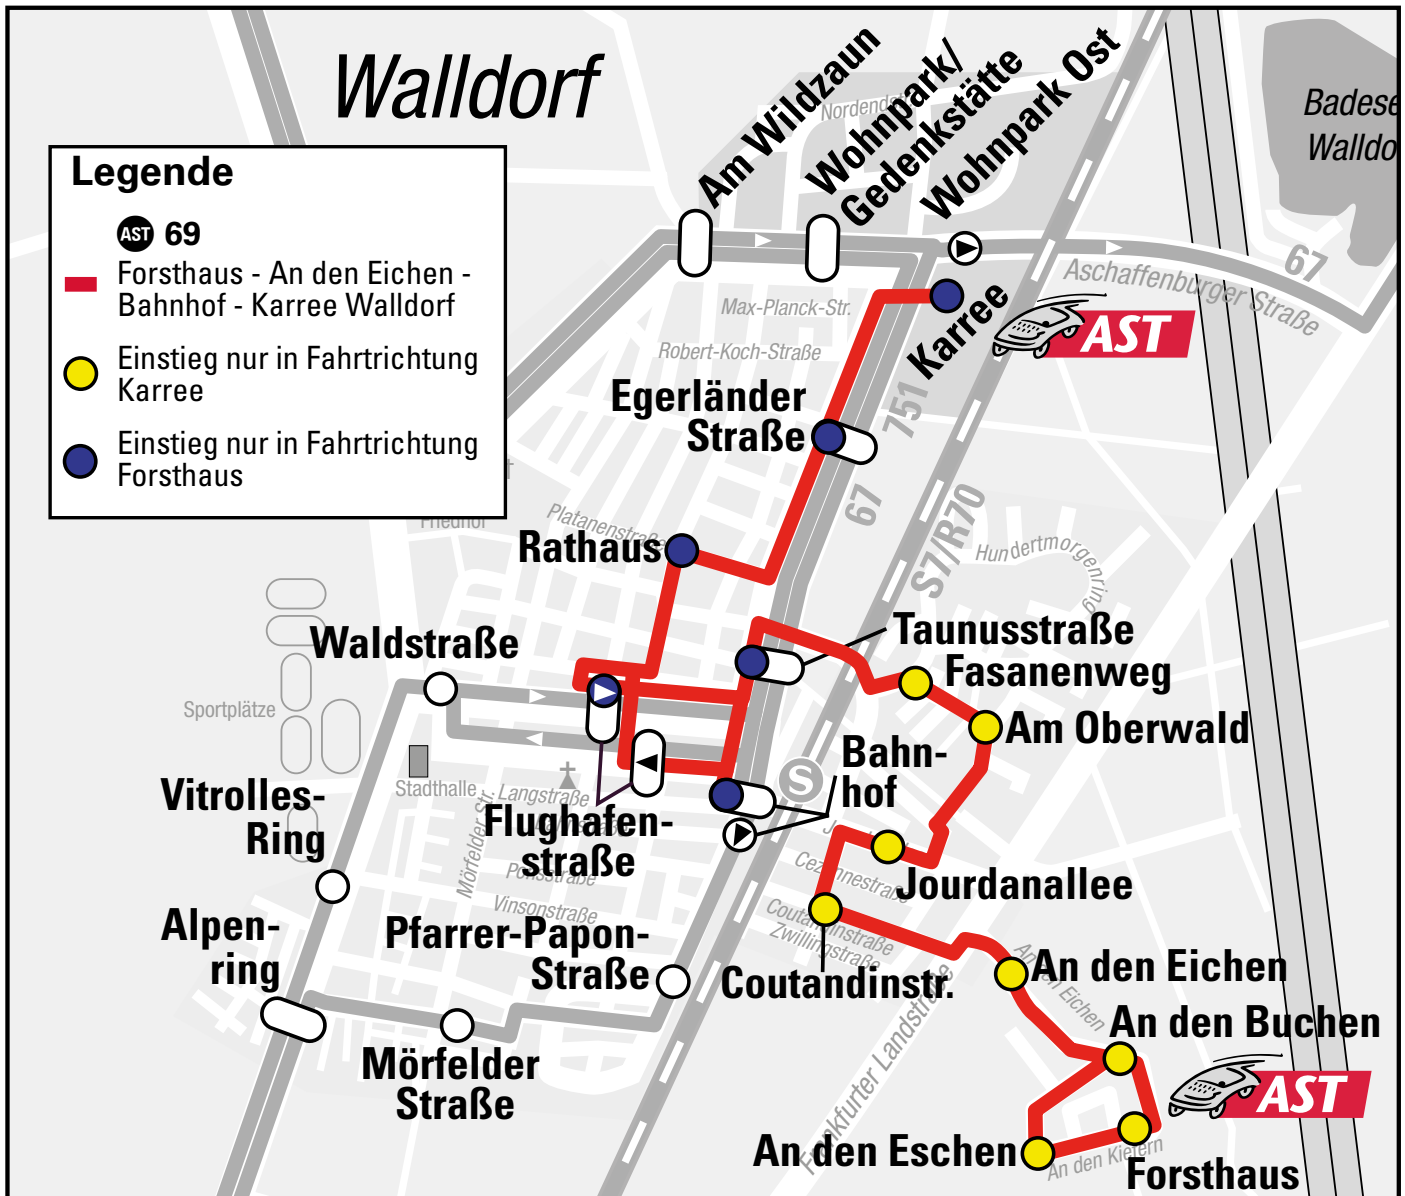 Walldorf
Legende
AST 69
Forsthaus - An den Eichen -
Bahnhof - Karree Walldorf
Einstieg nur in Fahrtrichtung
Karree
Einstieg nur in Fahrtrichtung
Forsthaus
Am Wildzaun
Wohnpark/
Gedenkstätte
Wohnpark Ost
Badese
Walldo
67
Aschaffenburger Straße
Max-Planck-Str.
Robert-Koch-Straße
Karree
AST
751
Egerländer
Straße
67
S7/R70
Friedhof
Platanenstraße
Rathaus
Hundertmorgenring
Waldstraße
Taunusstraße
Fasanenweg
Am Oberwald
Sportplätze
Stadthalle
Bahn-
hof
S
Vitrolles-
Ring
Langstraße
Mörfelder Str.
Flughafen-
straße
Vinsonstraße
Jourdanallee
Cezannestraße
Coutandinstraße
Zwillingstraße
Alpen-
ring
Pfarrer-Papon-
Straße
Coutandinstr.
An den Eichen
An den Eichen
Mörfelder
Straße
Frankfurter Landstraße
An den Buchen
AST
An den Eschen
An den Kiefern
Forsthaus